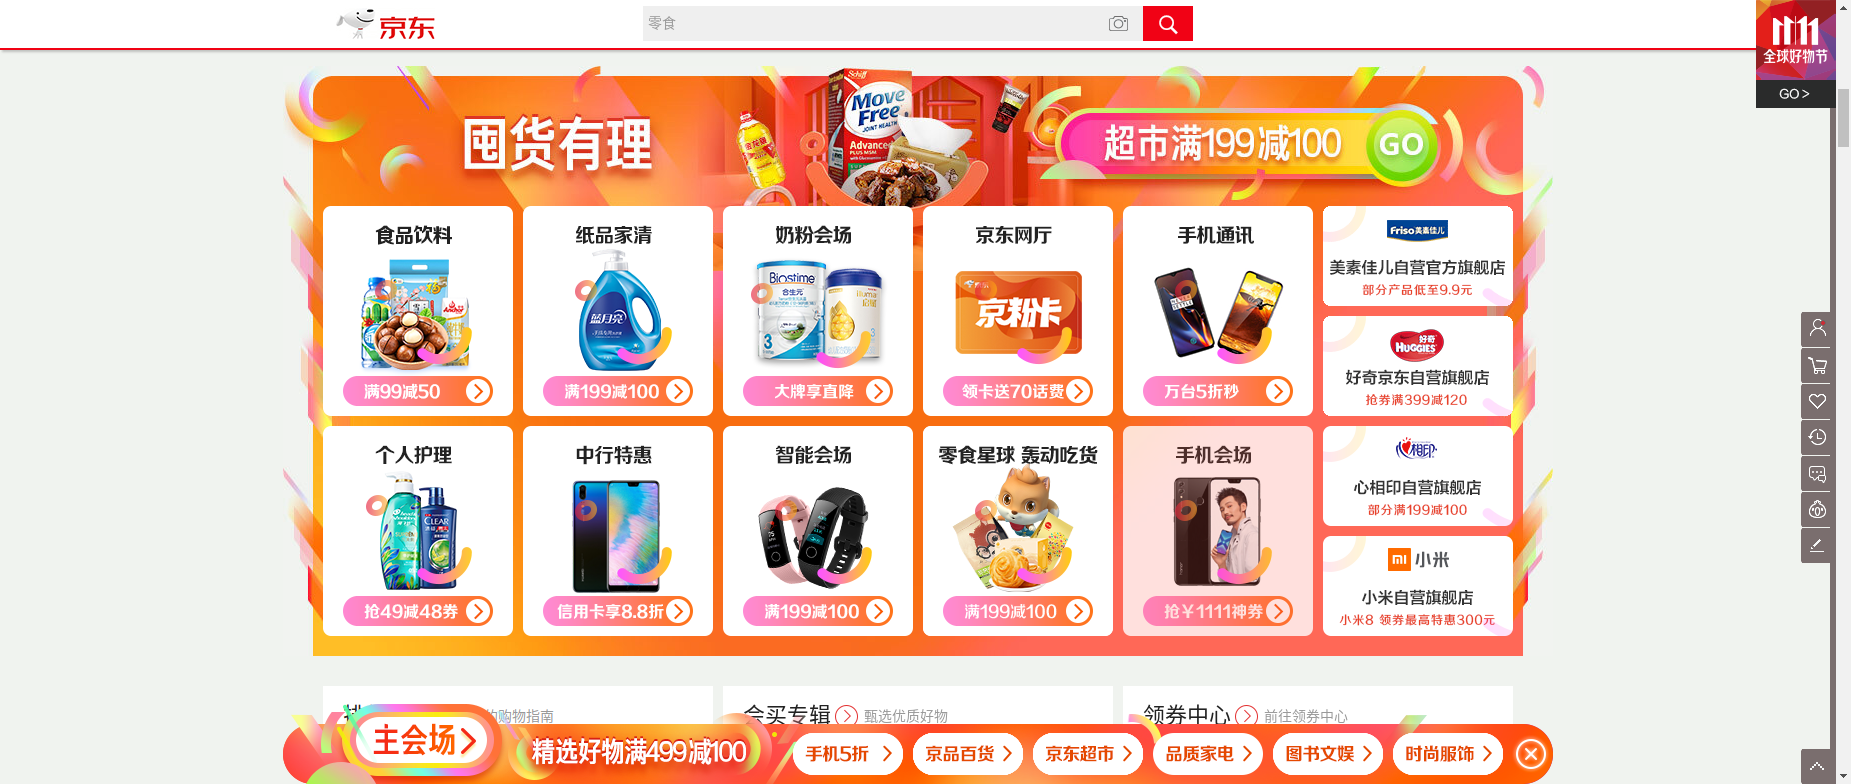 京东
零食
全球好物节
GO >
囤货有理
Schiff
Move Free
JOINT HEALTH
Advanced
PLUS MSM
超市满199减100
GO
食品饮料
满99减50
纸品家清
蓝月亮
满199减100
奶粉会场
Biostime
合生元
3
大牌享直降
京东网厅
京粉卡
领卡送70话费
手机通讯
万台5折秒
Friso美素佳儿
美素佳儿自营官方旗舰店
部分产品低至9.9元
好奇
HUGGIES
好奇京东自营旗舰店
抢券满399减120
个人护理
CLEAR
抢49减48券
中行特惠
信用卡享8.8折
智能会场
满199减100
零食星球 轰动吃货
满199减100
手机会场
抢￥1111神券
心相印
心相印自营旗舰店
部分满199减100
小米
小米自营旗舰店
小米8 领券最高特惠300元
购物指南
会买专辑
甄选优质好物
领券中心
前往领券中心
主会场
精选好物满499减100
手机5折
京品百货
京东超市
品质家电
图书文娱
时尚服饰